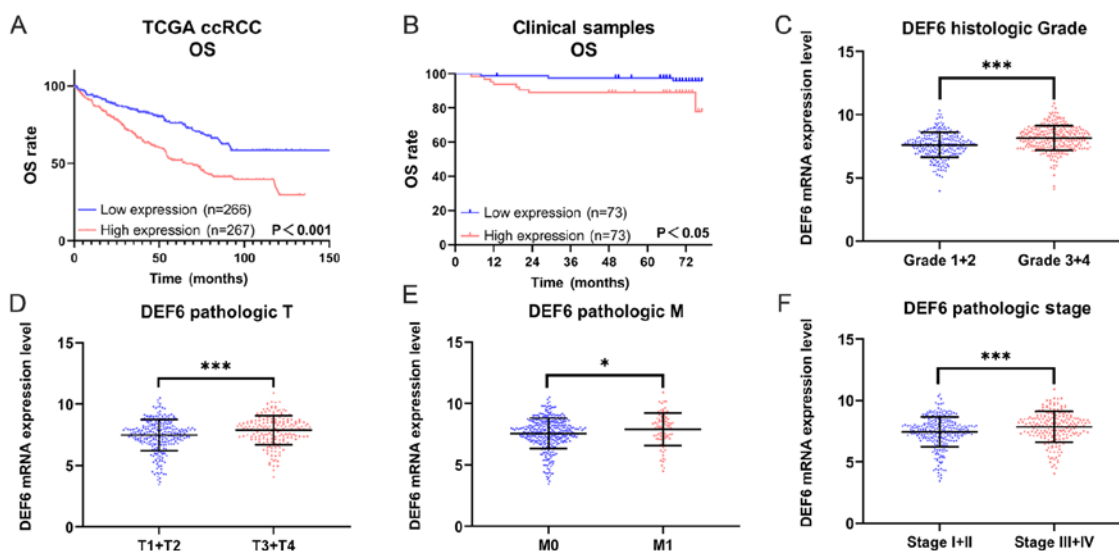 A
TCGA ccRCC
OS
OS rate
100
50
0
0
50
100
150
Low expression (n=266)
High expression (n=267)
P<0.001
Time (months)
B
Clinical samples
OS
OS rate
100
80
60
40
20
0
0
12
24
36
48
60
72
Low expression (n=73)
High expression (n=73)
P<0.05
Time (months)
C
DEF6 histologic Grade
DEF6 mRNA expression level
15
10
5
0
***
Grade 1+2
Grade 3+4
D
DEF6 pathologic T
DEF6 mRNA expression level
15
10
5
0
***
T1+T2
T3+T4
E
DEF6 pathologic M
DEF6 mRNA expression level
15
10
5
0
*
M0
M1
F
DEF6 pathologic stage
DEF6 mRNA expression level
15
10
5
0
***
Stage I+II
Stage III+IV